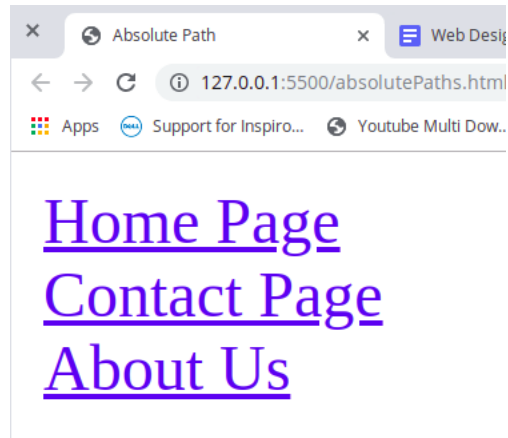 Absolute Path
Web Desig
127.0.0.1:5500/absolutePaths.html
Apps
DELL
Support for Inspiro...
Youtube Multi Dow..
Home Page
Contact Page
About Us